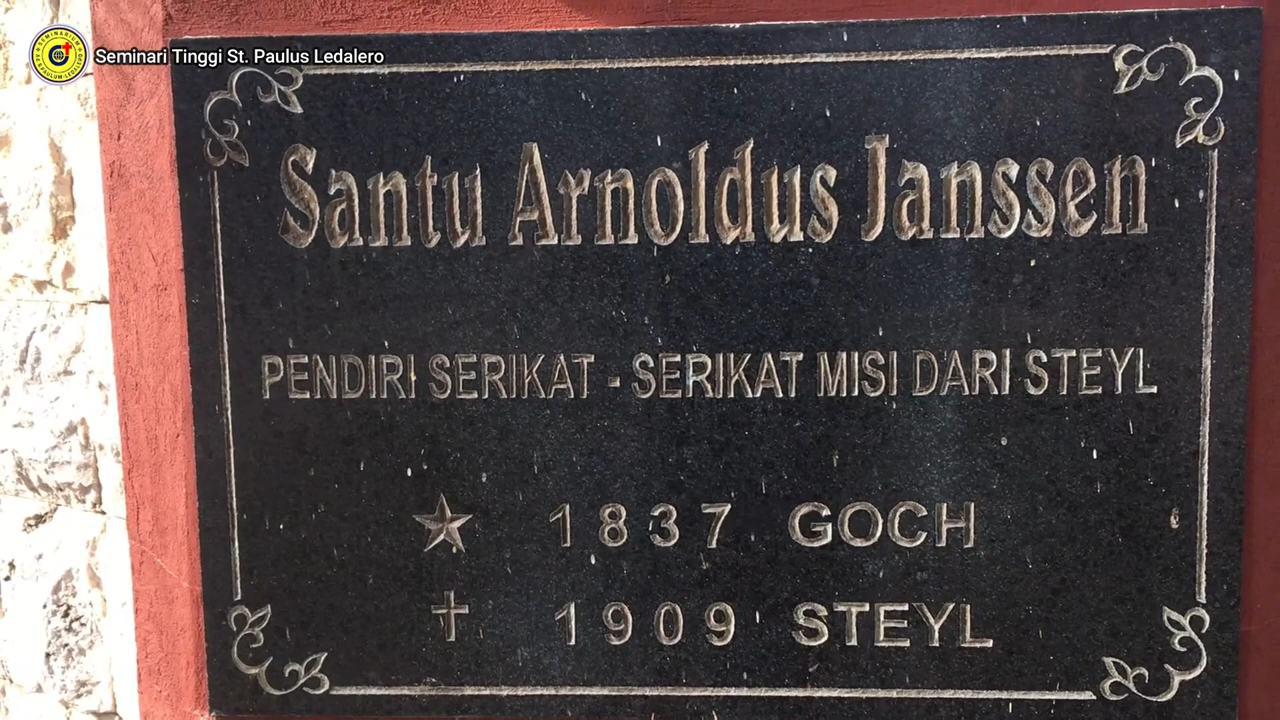 Seminari Tinggi St. Paulus Ledalero
Santu Arnoldus Janssen
PENDIRI SERIKAT - SERIKAT MISI DARI STEYL
1837 GOCH
1909 STEYL